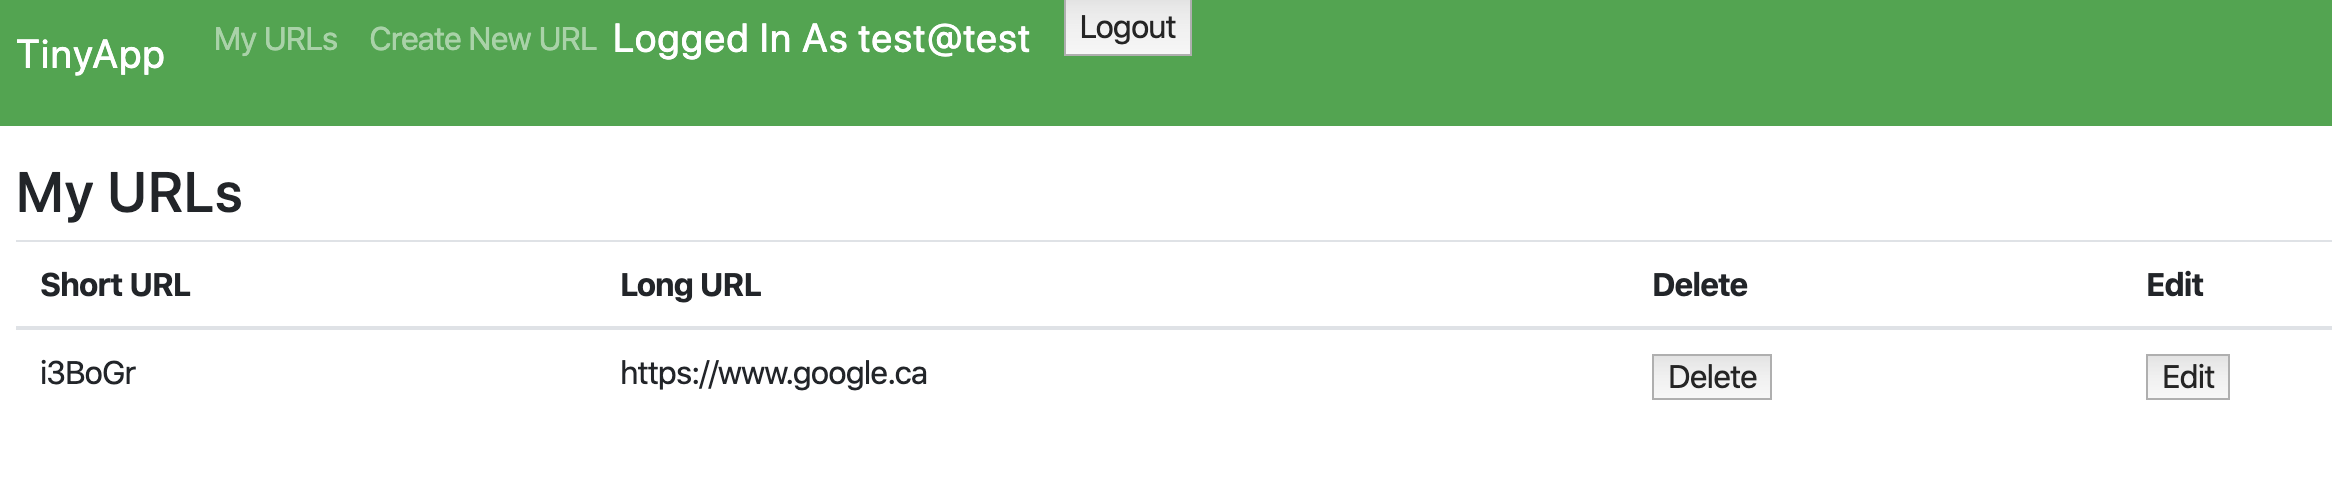 TinyApp My URLs Create New URL Logged In As test@test Logout
My URLs
Short URL Long URL Delete Edit
i3BoGr https://www.google.ca Delete Edit